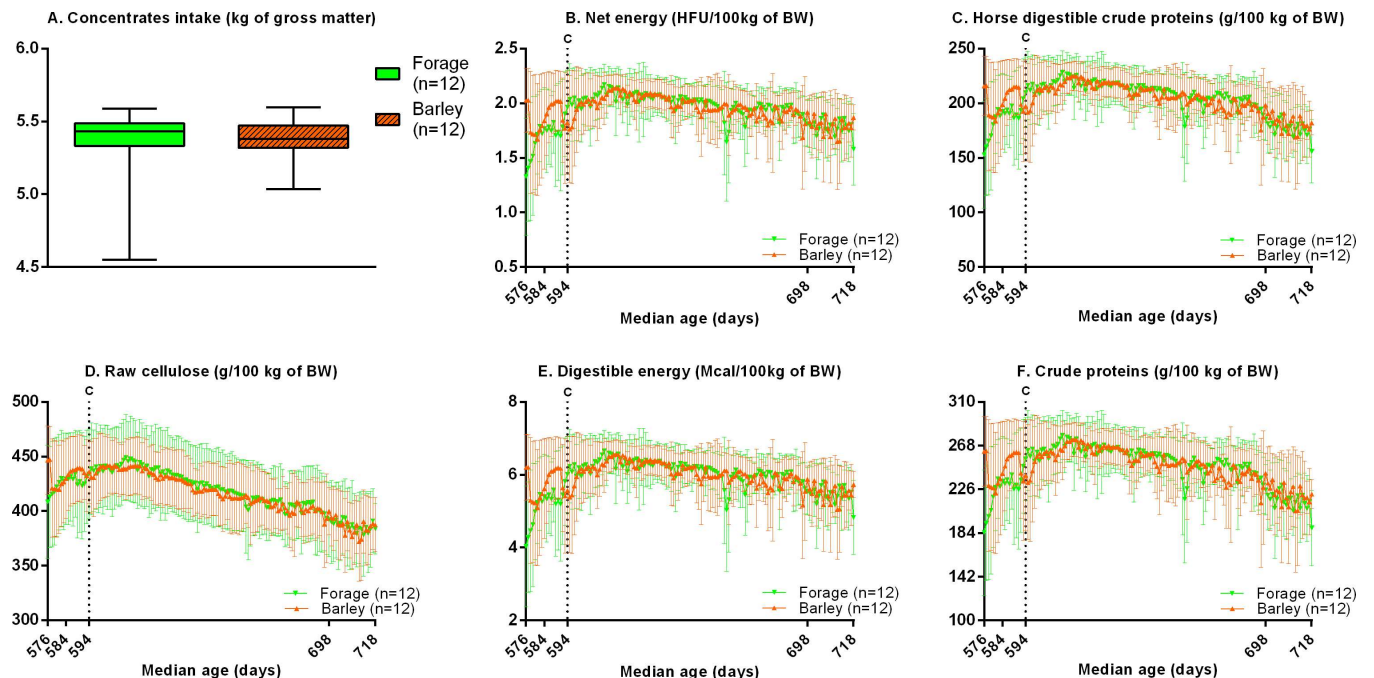 A. Concentrates intake (kg of gross matter)
6.0
5.5
5.0
4.5
Forage
(n=12)
Barley
(n=12)
B. Net energy (HFU/100kg of BW)
C
2.5
2.0
1.5
1.0
0.5
Forage (n=12)
Barley (n=12)
576
584
594
698
718
Median age (days)
C. Horse digestible crude proteins (g/100 kg of BW)
C
250
200
150
100
50
Forage (n=12)
Barley (n=12)
576
584
594
698
718
Median age (days)
D. Raw cellulose (g/100 kg of BW)
C
500
450
400
350
300
Forage (n=12)
Barley (n=12)
576
584
594
698
718
Median age (days)
E. Digestible energy (Mcal/100kg of BW)
C
8
6
4
2
Forage (n=12)
Barley (n=12)
576
584
594
698
718
Median age (days)
F. Crude proteins (g/100 kg of BW)
C
310
268
226
184
142
100
Forage (n=12)
Barley (n=12)
576
584
594
698
718
Median age (days)